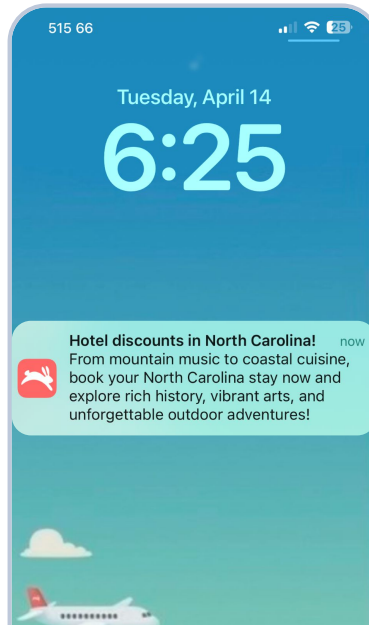 515 66
25
Tuesday, April 14
6:25
Hotel discounts in North Carolina! now
From mountain music to coastal cuisine,
book your North Carolina stay now and
explore rich history, vibrant arts, and
unforgettable outdoor adventures!